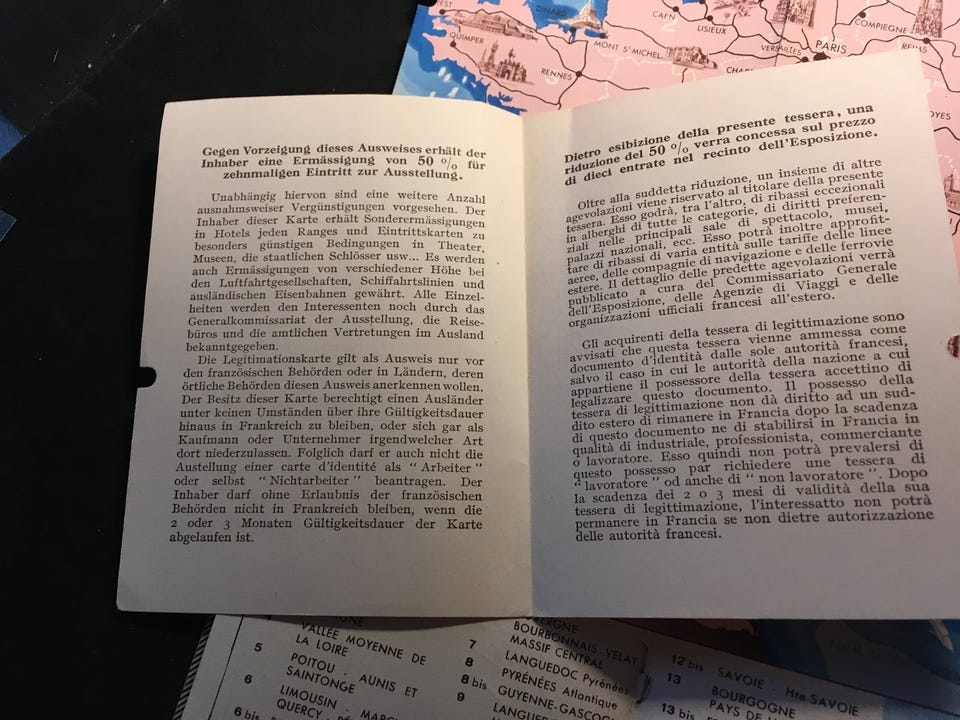 DINARD
CAEN
LISIEUX
COMPIÈGNE
QUIMPER
MONT ST MICHEL
VERSAILLES
PARIS
REIMS
RENNES
Gegen Vorzeigung dieses Ausweises erhält der
Inhaber eine Ermässigung von 50 % für
zehnmaligen Eintritt zur Ausstellung.
Unabhängig hiervon sind eine weitere Anzahl
ausnahmsweiser Vergünstigungen vorgesehen. Der
Inhaber dieser Karte erhält Sonderermässigungen
in Hotels jeden Ranges und Eintrittskarten zu
besonders günstigen Bedingungen in Theater,
Museen, die staatlichen Schlösser usw... Es werden
auch Ermässigungen von verschiedener Höhe bei
den Luftfahrtgesellschaften, Schiffahrtslinien und
ausländischen Eisenbahnen gewährt. Alle Einzel-
heiten werden den Interessenten noch durch das
Generalkommissariat der Ausstellung, die Reise-
büros und die amtlichen Vertretungen im Ausland
bekanntgegeben.
Die Legitimationskarte gilt als Ausweis nur vor
den französischen Behörden oder in Ländern, deren
örtliche Behörden diesen Ausweis anerkennen wollen.
Der Besitz dieser Karte berechtigt einen Ausländer
unter keinen Umständen über ihre Gültigkeitsdauer
hinaus in Frankreich zu bleiben, oder sich gar als
Kaufmann oder Unternehmer irgendwelcher Art
dort niederzulassen. Folglich darf er auch nicht die
Austellung einer carte d'identité als " Arbeiter "
oder selbst " Nichtarbeiter " beantragen. Der
Inhaber darf ohne Erlaubnis der französischen
Behörden nicht in Frankreich bleiben, wenn die
2 oder 3 Monaten Gültigkeitsdauer der Karte
abgelaufen ist.
Dietro esibizione della presente tessera, una
riduzione del 50 % verra concessa sul prezzo
di dieci entrate nel recinto dell'Esposizione.
Oltre alla suddetta riduzione, un insieme di altre
agevolazioni viene riservato al titolare della presente
tessera. Esso godrà, tra l'altro, di ribassi eccezionali
in alberghi di tutte le categorie, di diritti preferen-
ziali nelle principali sale di spettacolo, musei,
palazzi nazionali, ecc. Esso potrà inoltre approfit-
tare di ribassi di varia entità sulle tariffe delle linee
aeree, delle compagnie di navigazione e delle ferrovie
estere. Il dettaglio delle predette agevolazioni verrà
pubblicato a cura del Commissariato Generale
dell'Esposizione, delle Agenzie di Viaggi e delle
organizzazioni ufficiali francesi all'estero.
Gli acquirenti della tessera di legittimazione sono
avvisati che questa tessera vienne ammessa come
documento d'identità dalle sole autorità francesi,
salvo il caso in cui le autorità della nazione a cui
appartiene il possessore della tessera accettino di
legalizzare questo documento. Il possesso della
tessera di legittimazione non dà diritto ad un sud-
dito estero di rimanere in Francia dopo la scadenza
di questo documento ne di stabilirsi in Francia in
qualità di industriale, professionista, commerciante
o lavoratore. Esso quindi non potrà prevalersi di
questo possesso par richiedere une tessera di
" lavoratore " od anche di " non lavoratore ". Dopo
la scadenza dei 2 o 3 mesi di validità della sua
tessera di legittimazione, l'interessatto non potrà
permanere in Francia se non dietre autorizzazione
delle autorità francesi.
5 VALLÉE MOYENNE DE
LA LOIRE
6 POITOU - AUNIS ET
SAINTONGE
6 bis LIMOUSIN
QUERCY
7 BOURBONNAIS VELAY
MASSIF CENTRAL
8 LANGUEDOC Pyrénées
8 bis PYRÉNÉES Atlantique
9 GUYENNE-GASCOG
12 bis SAVOIE - Hte-SAVOIE
13 BOURGOGNE
13 bis